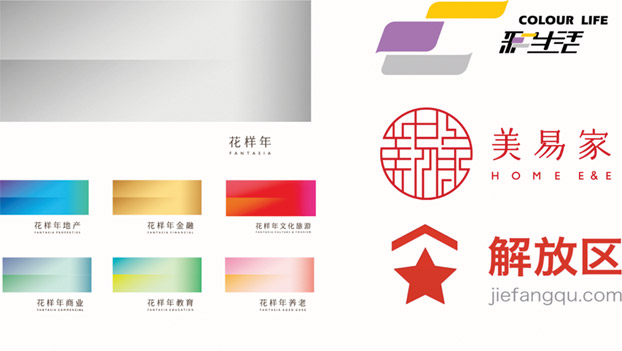 花样年
FANTASIA
花样年地产
FANTASIA PROPERTIES
花样年金融
FANTASIA FINANCIAL
花样年文化旅游
FANTASIA CULTURE & TOURISM
花样年商业
FANTASIA COMMERCIAL
花样年教育
FANTASIA EDUCATION
花样年养老
COLOUR LIFE
彩生活
美易家
HOME E&E
解放区
jiefangqu.com